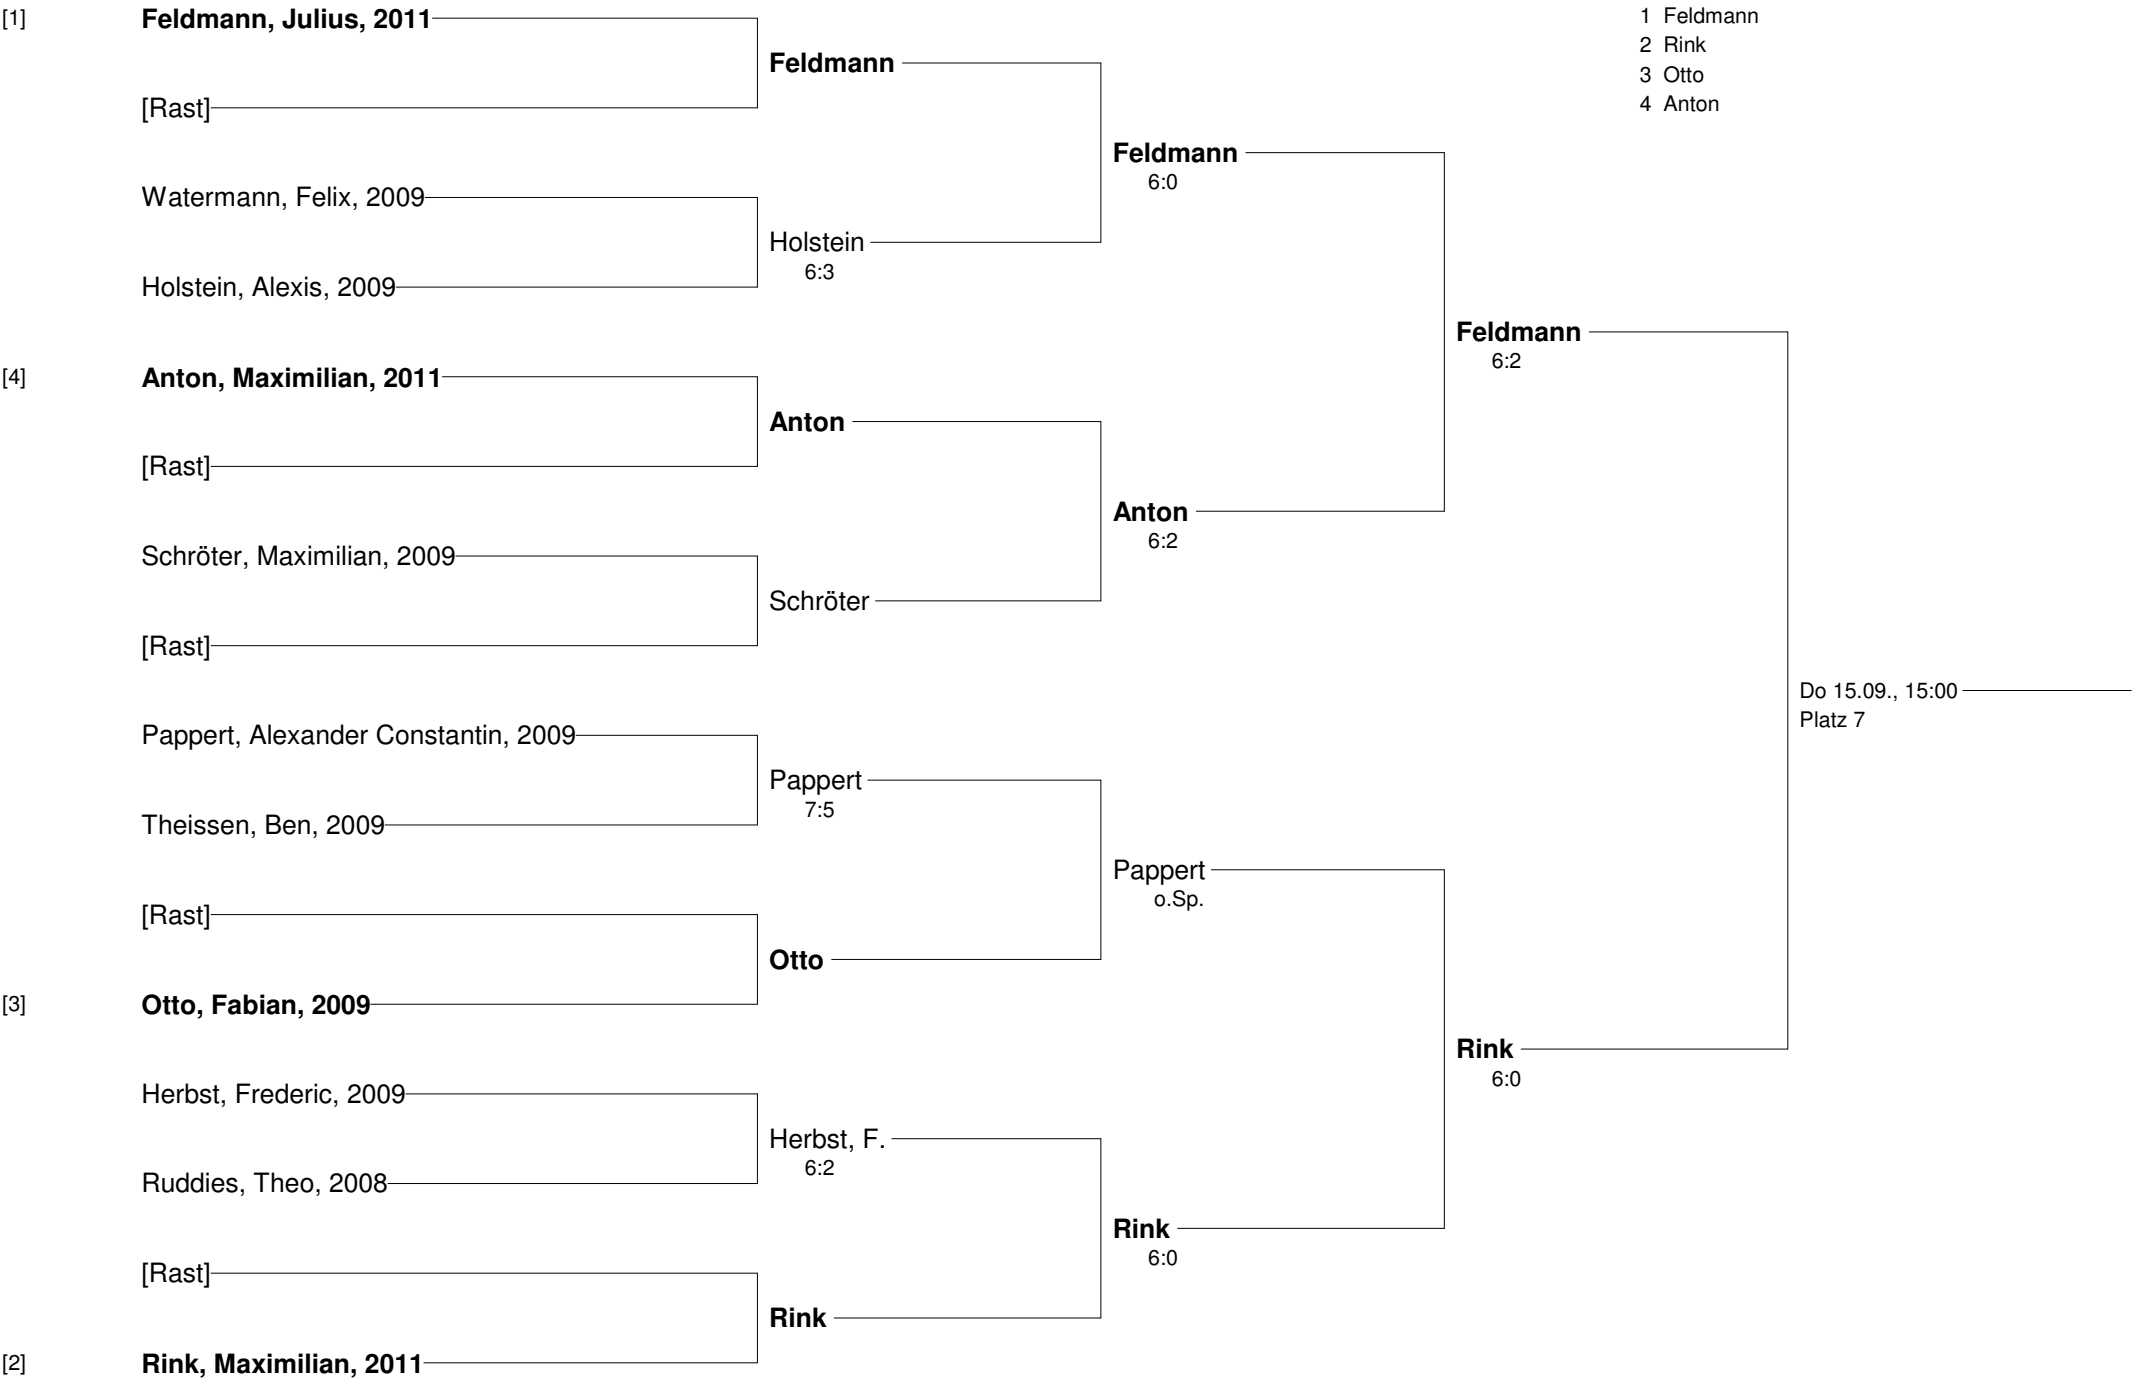 [1] Feldmann, Julius, 2011
[Rast]
Watermann, Felix, 2009
Holstein, Alexis, 2009
[4] Anton, Maximilian, 2011
[Rast]
Schröter, Maximilian, 2009
[Rast]
Pappert, Alexander Constantin, 2009
Theissen, Ben, 2009
[Rast]
[3] Otto, Fabian, 2009
Herbst, Frederic, 2009
Ruddies, Theo, 2008
[Rast]
[2] Rink, Maximilian, 2011
Feldmann
Holstein
6:3
Anton
Schröter
Pappert
7:5
Otto
Herbst, F.
6:2
Rink
Feldmann
6:0
Anton
6:2
Pappert
o.Sp.
Rink
6:0
Feldmann
6:2
Rink
6:0
Do 15.09., 15:00
Platz 7
1 Feldmann
2 Rink
3 Otto
4 Anton